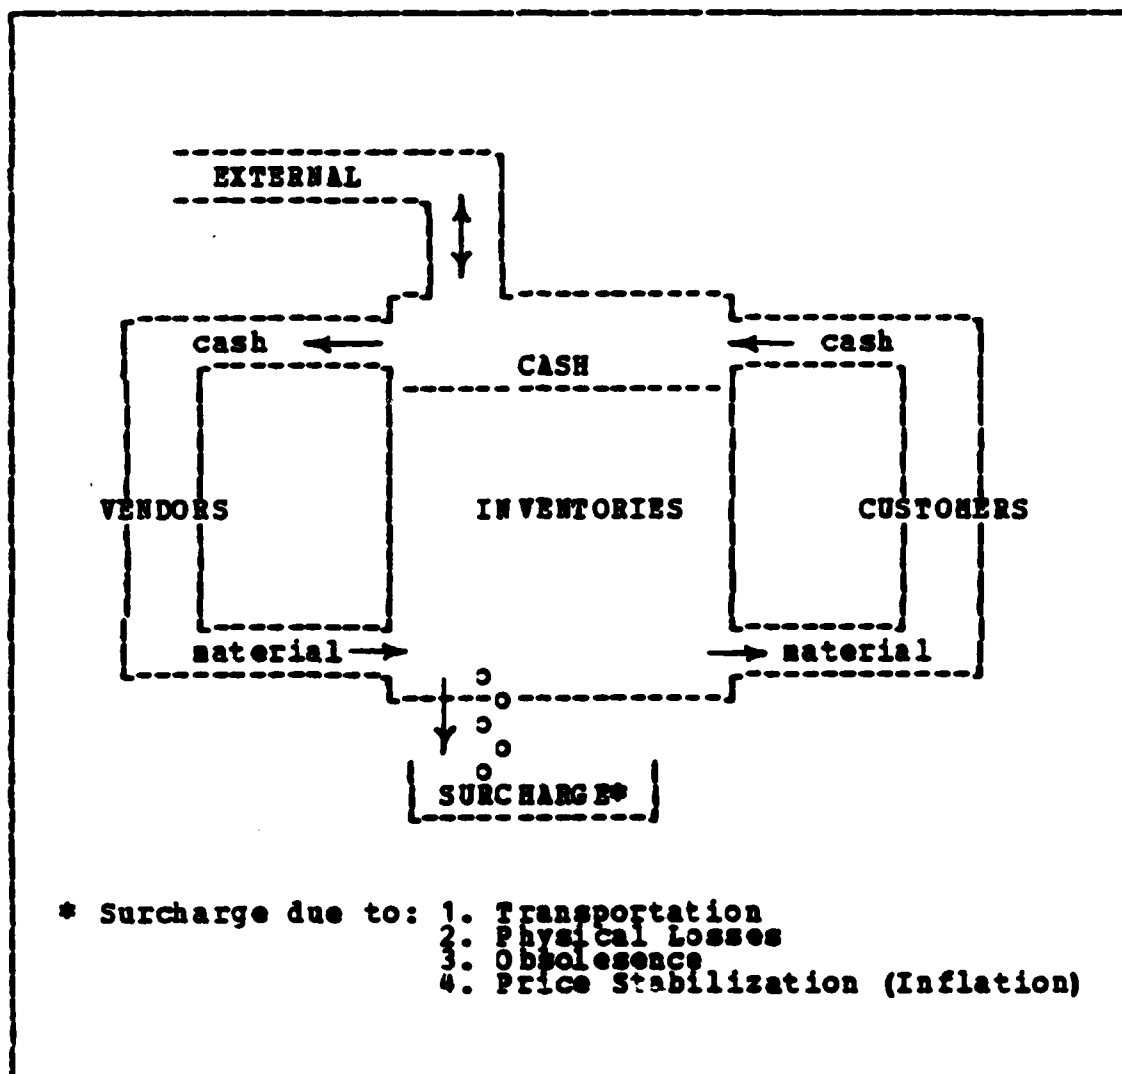 EXTERNAL
cash cash
CASH
VENDORS INVENTORIES CUSTOMERS
material material
SURCHARGE*
* Surcharge due to: 1. Transportation
2. Physical Losses
3. Obsolesence
4. Price Stabilization (Inflation)